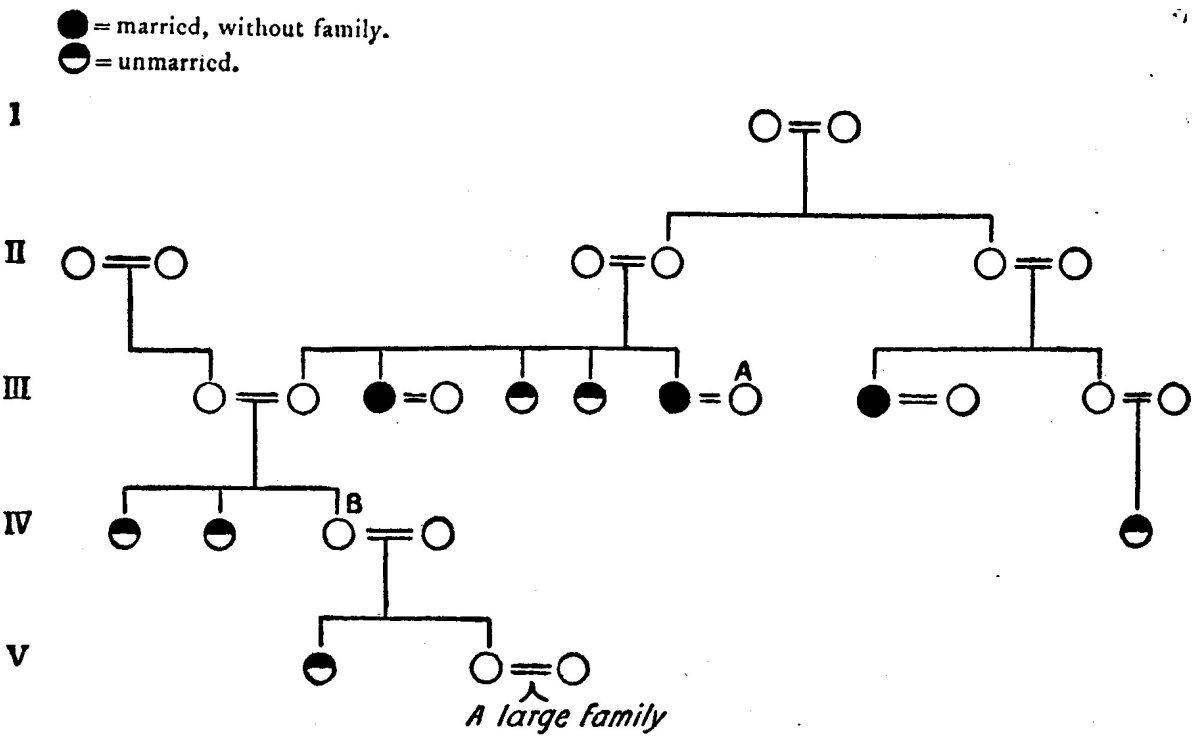 = married, without family.
= unmarried.
I
II
III
A
IV
B
V
A large family